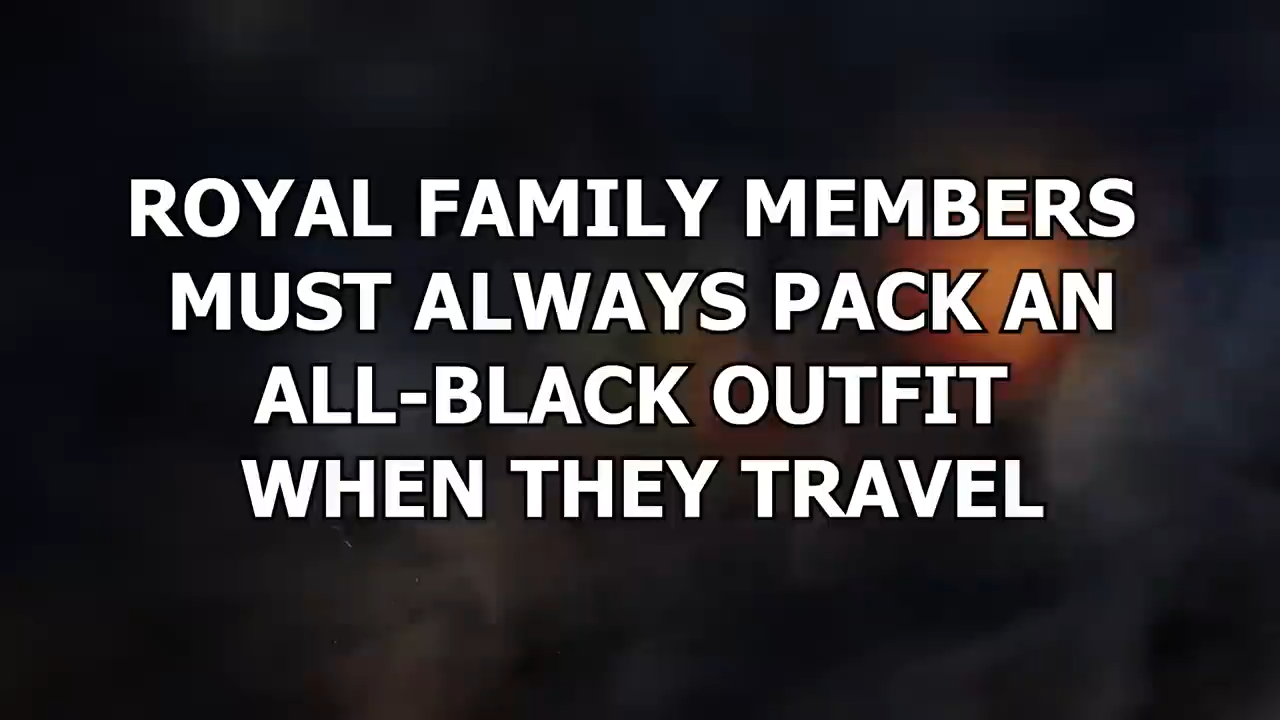 ROYAL FAMILY MEMBERS
MUST ALWAYS PACK AN
ALL-BLACK OUTFIT
WHEN THEY TRAVEL